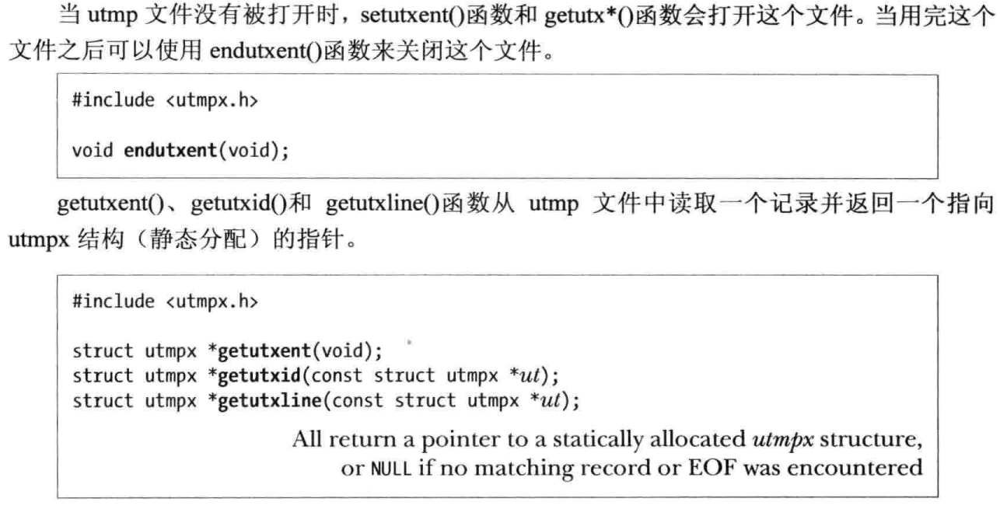 当 utmp 文件没有被打开时，setutxent()函数和 getutx*()函数会打开这个文件。当用完这个
文件之后可以使用 endutxent()函数来关闭这个文件。
#include <utmpx.h>
void endutxent(void);
getutxent()、getutxid()和 getutxline()函数从 utmp 文件中读取一个记录并返回一个指向
utmpx 结构（静态分配）的指针。
#include <utmpx.h>
struct utmpx *getutxent(void);
struct utmpx *getutxid(const struct utmpx *ut);
struct utmpx *getutxline(const struct utmpx *ut);
All return a pointer to a statically allocated utmpx structure,
or NULL if no matching record or EOF was encountered